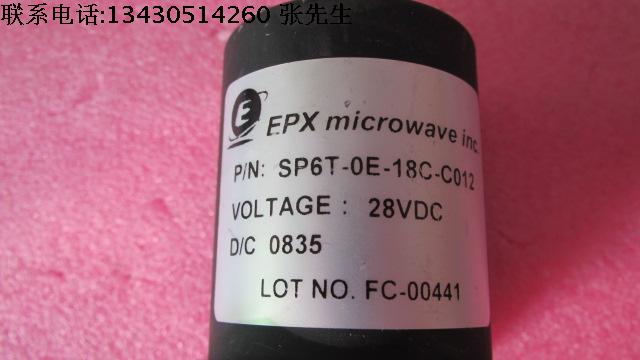 联系电话:13430514260 张先生
E
EPX microwave inc.
P/N: SP6T-0E-18C-C012
VOLTAGE : 28VDC
D/C 0835
LOT NO. FC-00441